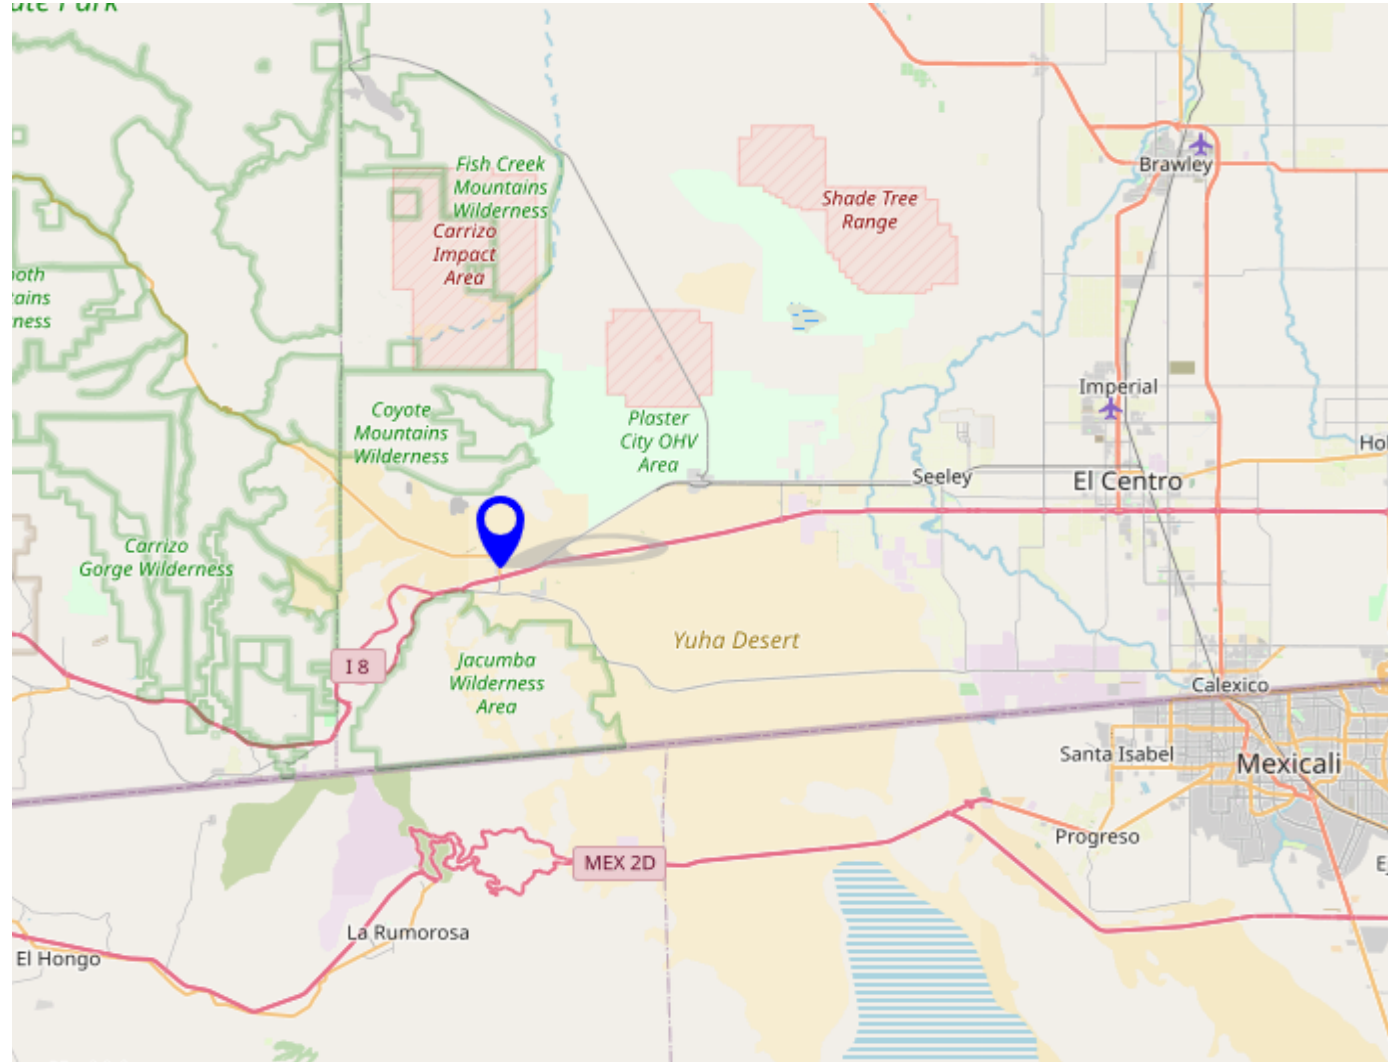 Fish Creek
Mountains
Wilderness
Carrizo
Impact
Area
Shade Tree
Range
Brawley
Imperial
Coyote
Mountains
Wilderness
Plaster
City OHV
Area
Seeley
El Centro
Carrizo
Gorge Wilderness
Yuha Desert
I 8
Jacumba
Wilderness
Area
Calexico
Santa Isabel
Mexicali
Progreso
MEX 2D
La Rumorosa
El Hongo